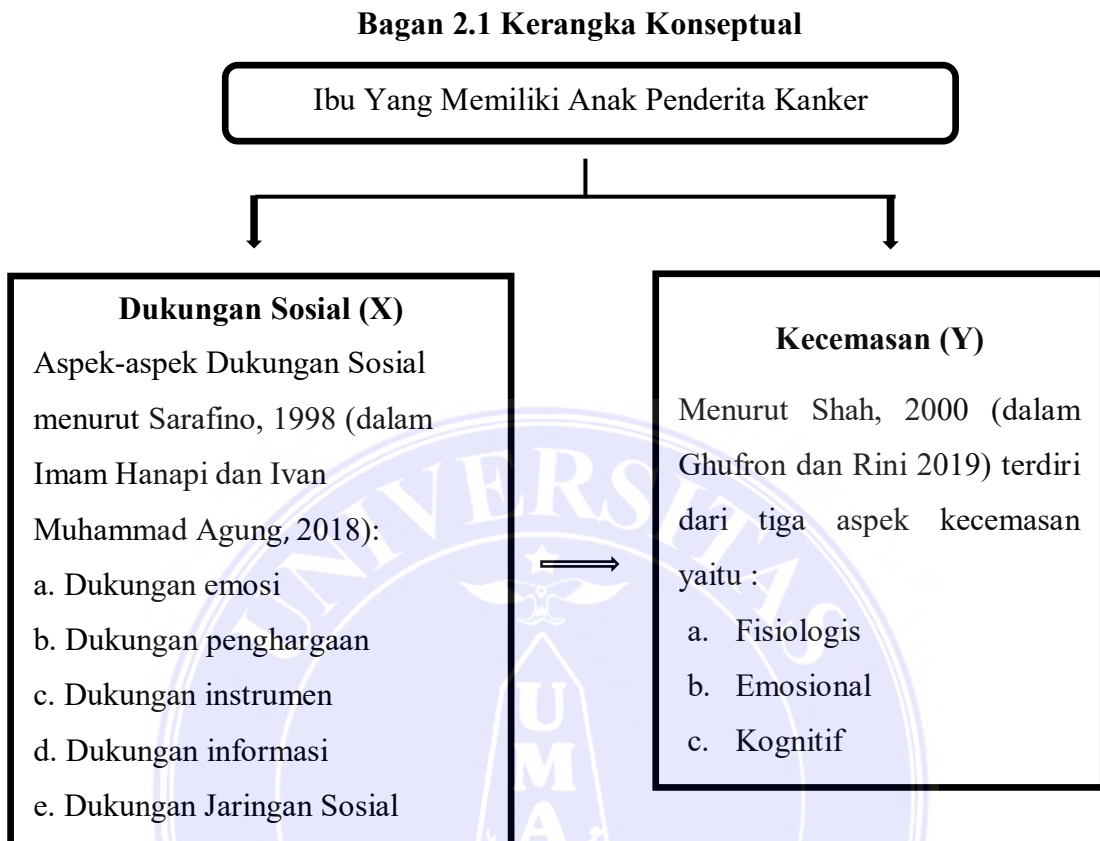 Bagan 2.1 Kerangka Konseptual
Ibu Yang Memiliki Anak Penderita Kanker
Dukungan Sosial (X)
Aspek-aspek Dukungan Sosial
menurut Sarafino, 1998 (dalam
Imam Hanapi dan Ivan
Muhammad Agung, 2018):
a. Dukungan emosi
b. Dukungan penghargaan
c. Dukungan instrumen
d. Dukungan informasi
e. Dukungan Jaringan Sosial
Kecemasan (Y)
Menurut Shah, 2000 (dalam
Ghufron dan Rini 2019) terdiri
dari tiga aspek kecemasan
yaitu :
a. Fisiologis
b. Emosional
c. Kognitif
UNIVERSITAS
U
M
A